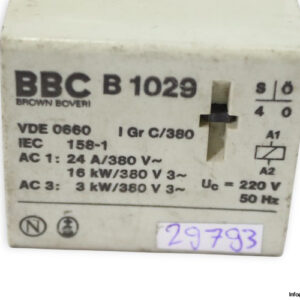 BBC B 1029
BROWN BOVERI
S Ö
4 0
VDE 0660 I Gr C/380
IEC 158-1
AC 1: 24 A/380 V~
16 kW/380 V 3~
AC 3: 3 kW/380 V 3~
A1
A2
Uc = 220 V
50 Hz
N
29793